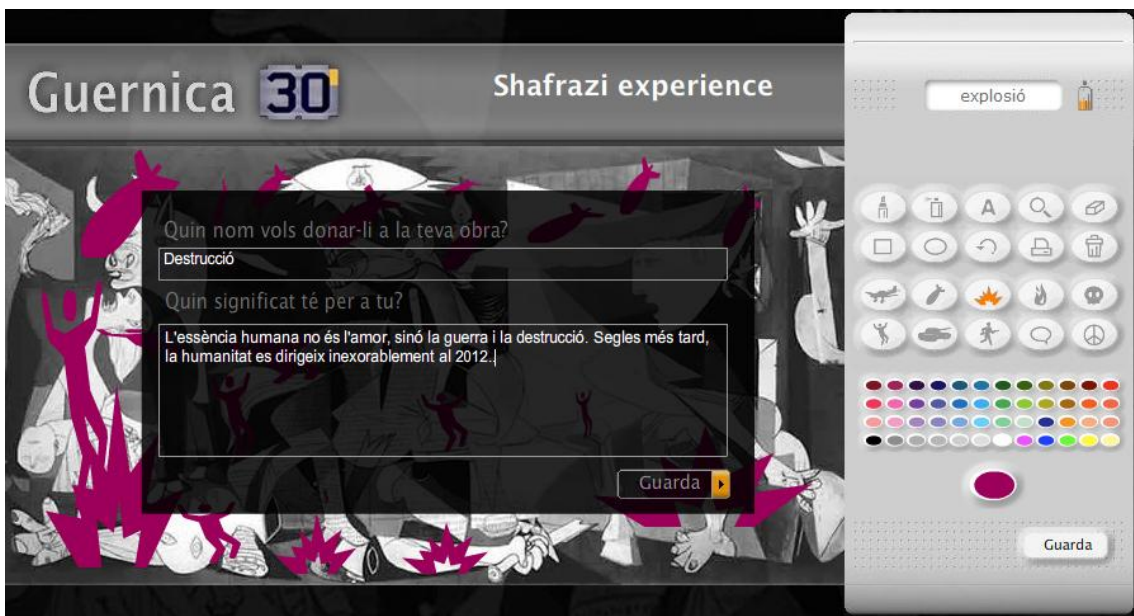 Guernica 30
Shafrazi experience
explosió
Quin nom vols donar-li a la teva obra?
Destrucció
Quin significat té per a tu?
L'essència humana no és l'amor, sinó la guerra i la destrucció. Segles més tard,
la humanitat es dirigeix inexorablement al 2012.
Guarda
A
Guarda